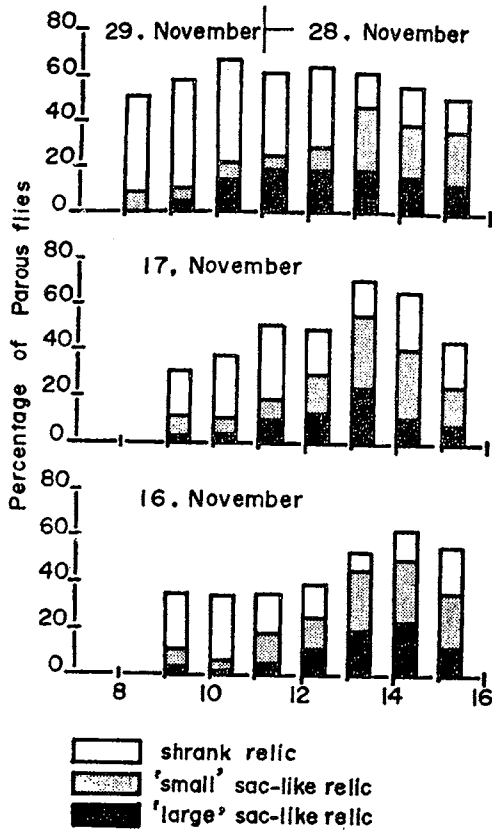 29. November 28. November
80
60
40
20
0
17, November
80
60
40
20
0
16. November
80
60
40
20
0
8 10 12 14 16
Percentage of Parous flies
shrank relic
'small' sac-like relic
'large' sac-like relic